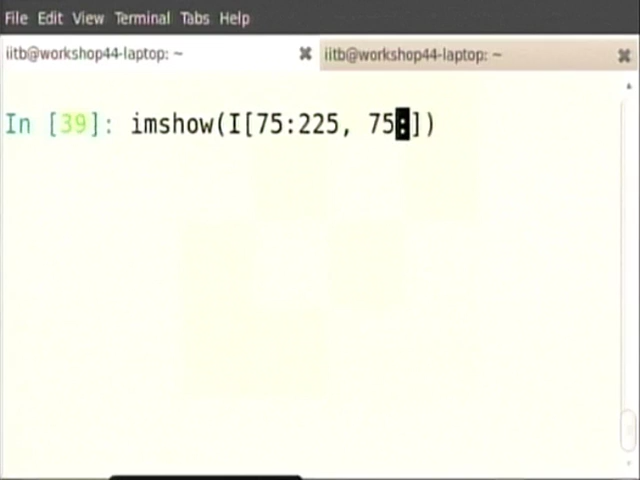 File Edit View Terminal Tabs Help
iitb@workshop44-laptop: ~ iitb@workshop44-laptop: ~
In [39]: imshow(I[75:225, 75:])